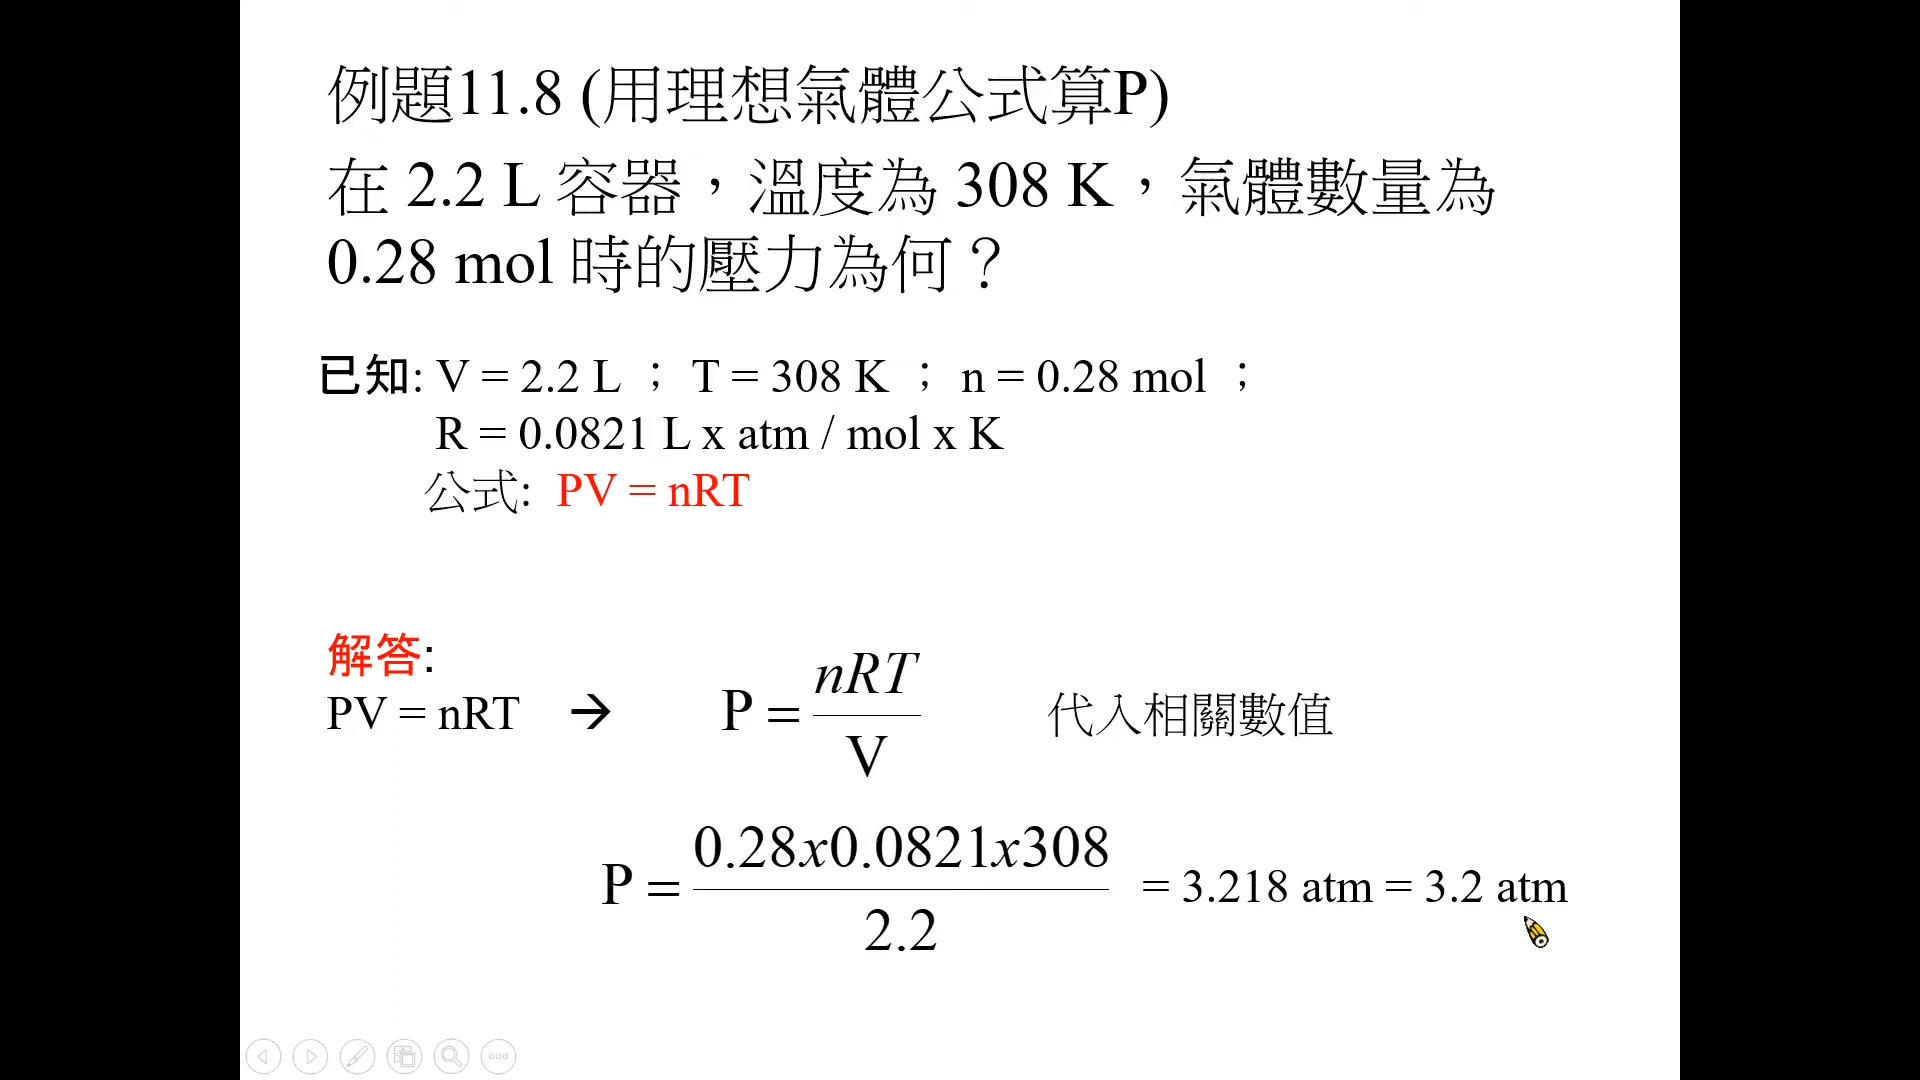 例題11.8 (用理想氣體公式算P)
在 2.2 L 容器，溫度為 308 K，氣體數量為
0.28 mol 時的壓力為何？
已知: V = 2.2 L ； T = 308 K ； n = 0.28 mol ；
R = 0.0821 L x atm / mol x K
公式: PV = nRT
解答:
PV = nRT → P = nRT / V 代入相關數值
P = 0.28x0.0821x308 / 2.2 = 3.218 atm = 3.2 atm